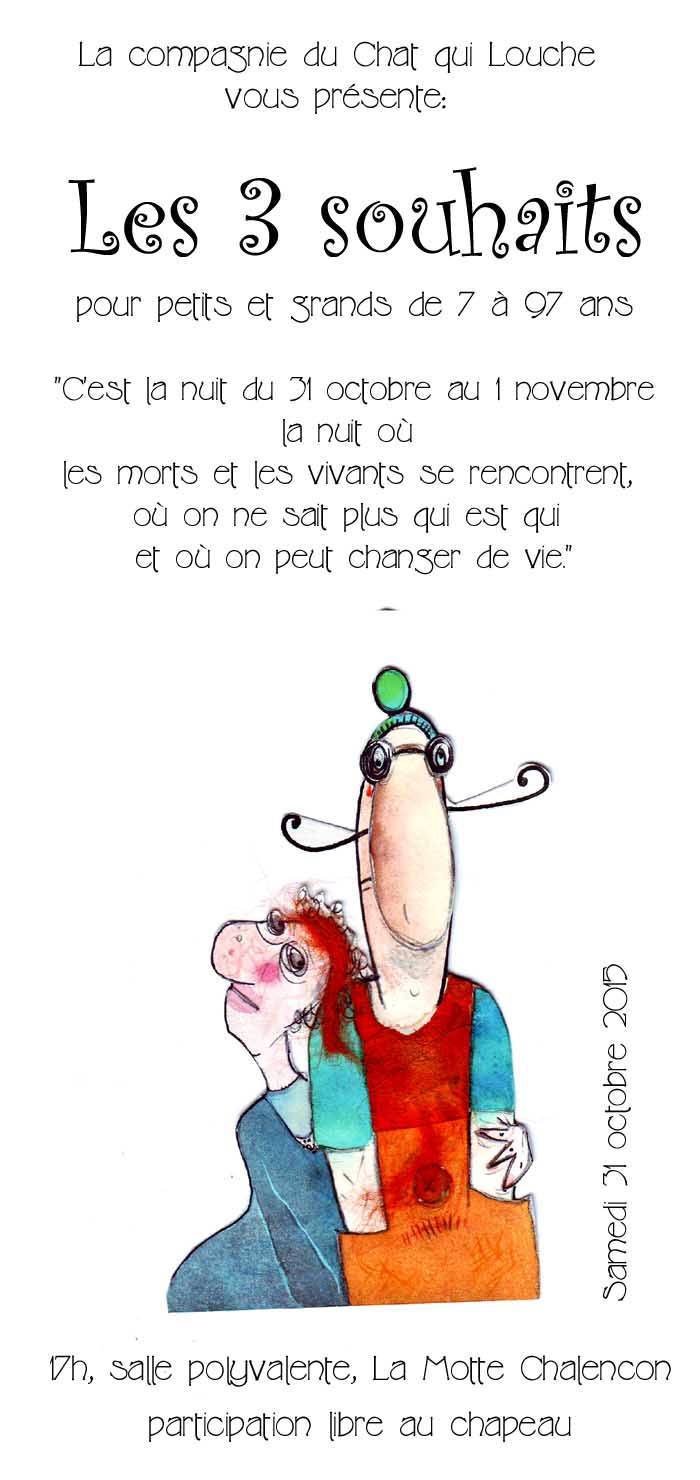 La compagnie du Chat qui Louche
vous présente:
Les 3 souhaits
pour petits et grands de 7 à 97 ans
"C'est la nuit du 31 octobre au 1 novembre
la nuit où
les morts et les vivants se rencontrent,
où on ne sait plus qui est qui
et où on peut changer de vie."
Samedi 31 octobre 2015
17h, salle polyvalente, La Motte Chalencon
participation libre au chapeau